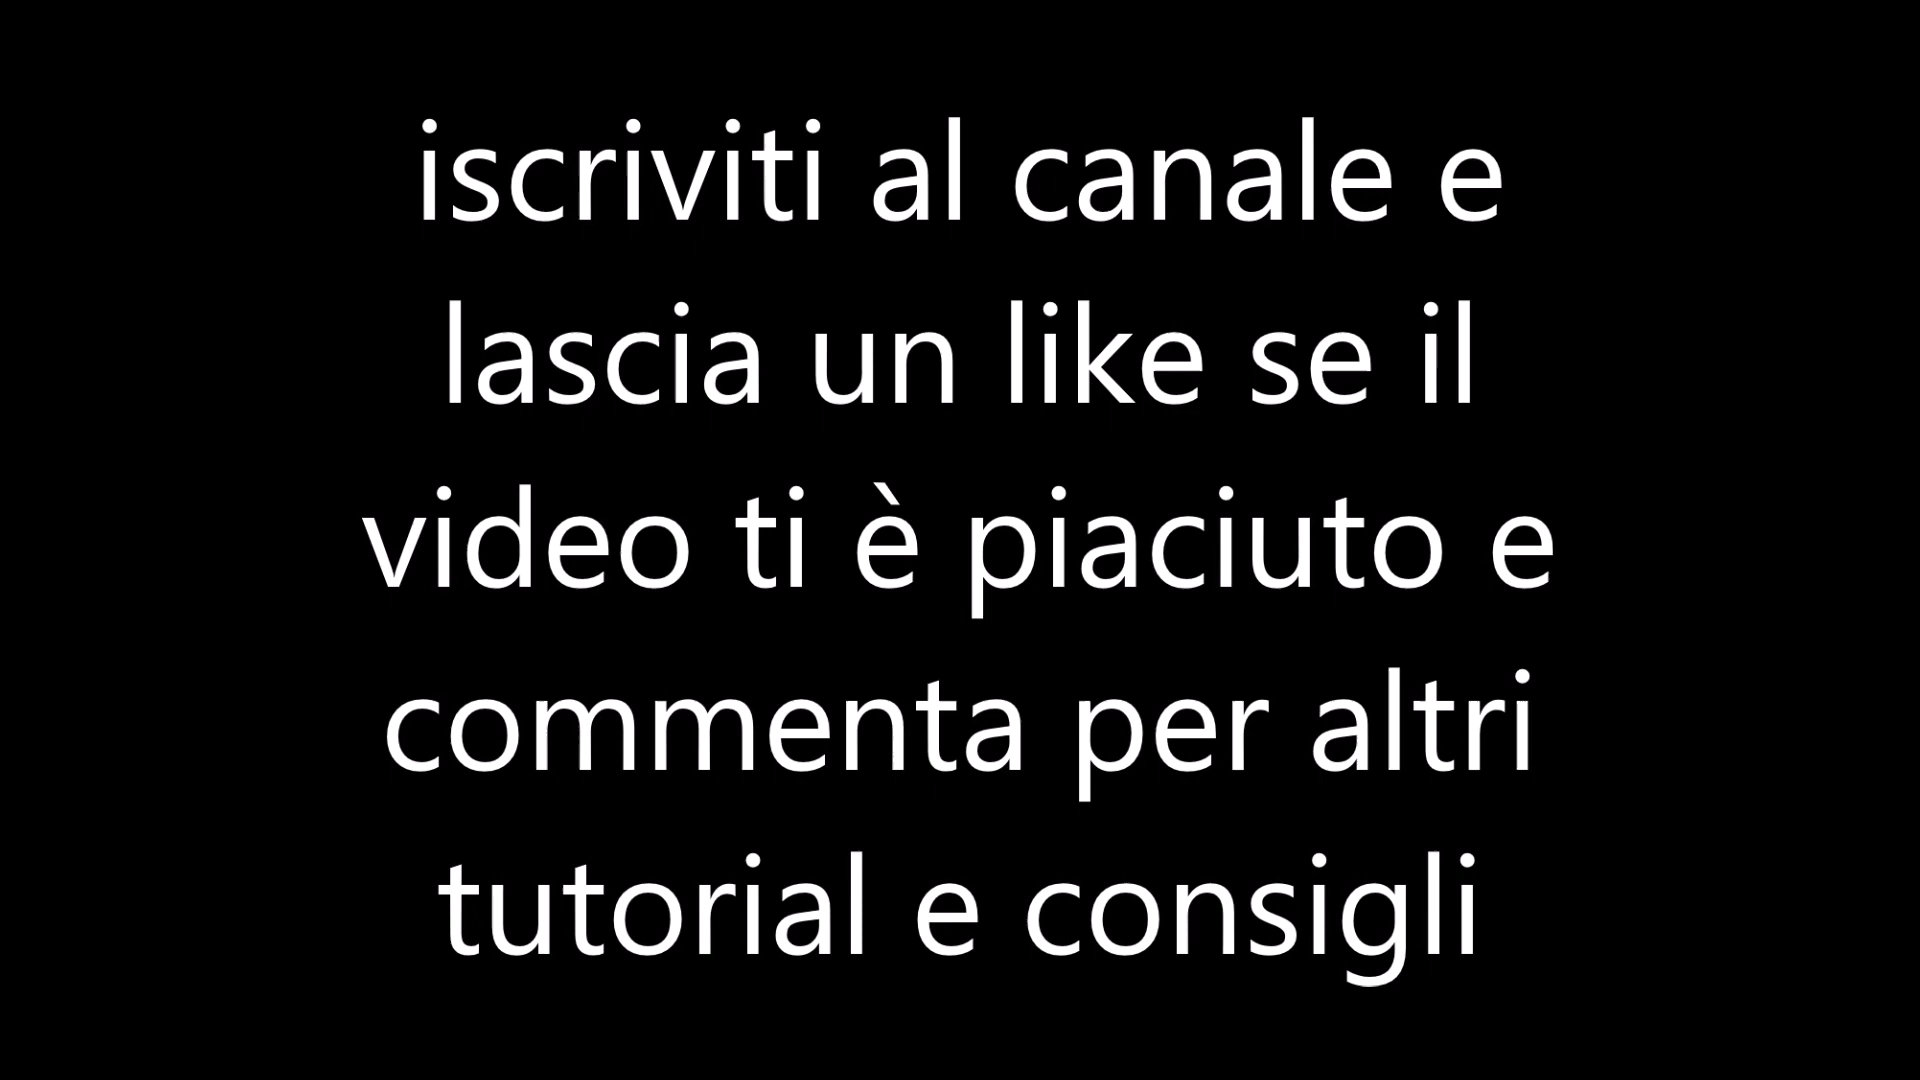 iscriviti al canale e
lascia un like se il
video ti è piaciuto e
commenta per altri
tutorial e consigli